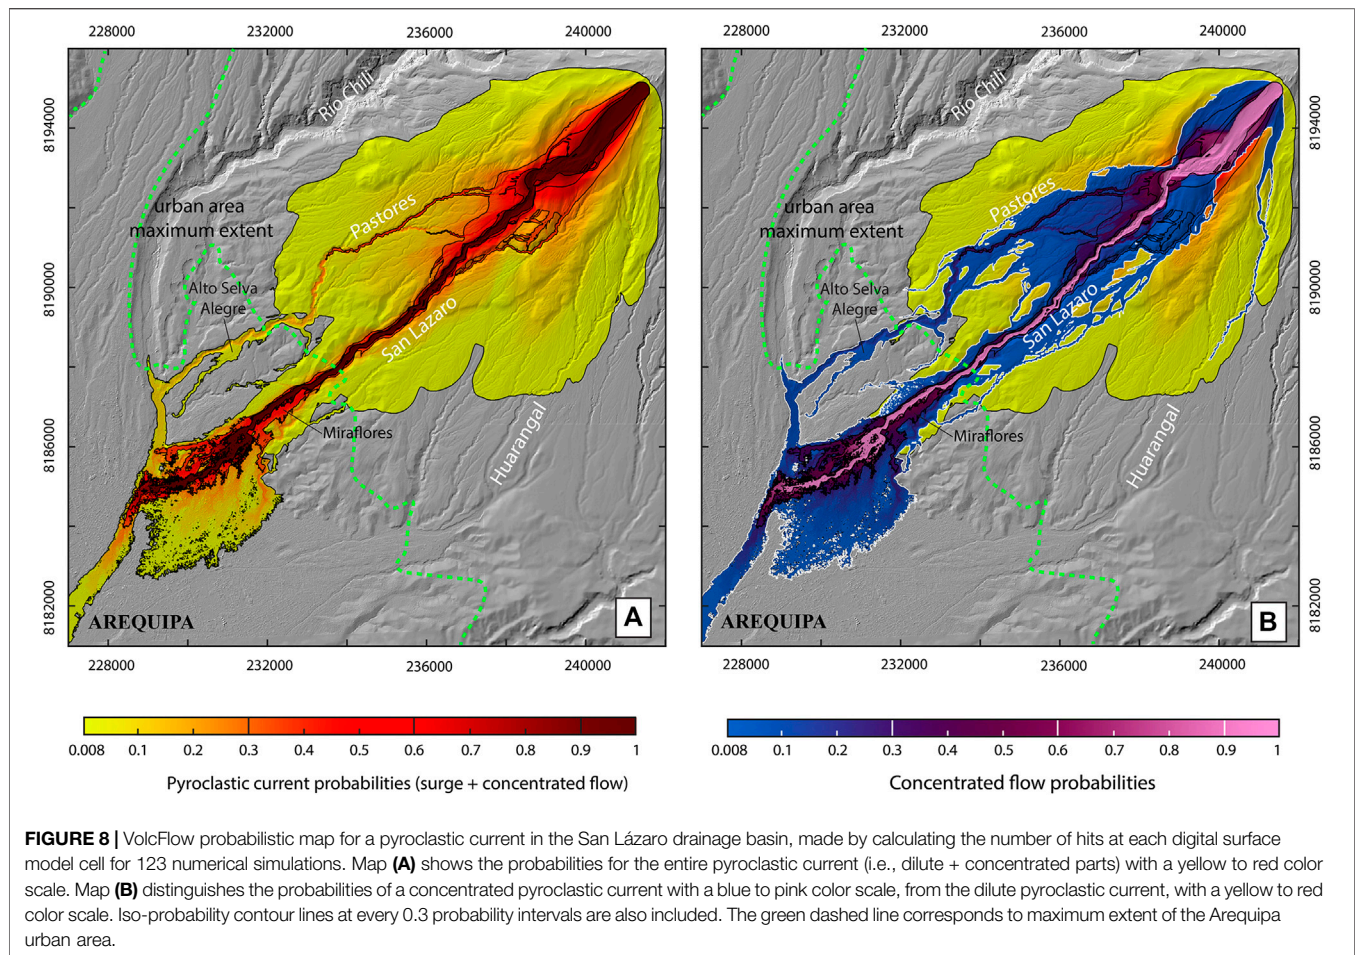 228000 232000 236000 240000
228000 232000 236000 240000
8194000
8190000
8186000
8182000
Rio Chili
Pastores
urban area
maximum extent
Alto Selva
Alegre
San Lazaro
Miraflores
Huarangal
AREQUIPA
A
228000 232000 236000 240000
Rio Chili
Pastores
urban area
maximum extent
Alto Selva
Alegre
San Lazaro
Miraflores
Huarangal
AREQUIPA
B
8194000
8190000
8186000
8182000
228000 232000 236000 240000
0.008 0.1 0.2 0.3 0.4 0.5 0.6 0.7 0.8 0.9 1
Pyroclastic current probabilities (surge + concentrated flow)
0.008 0.1 0.2 0.3 0.4 0.5 0.6 0.7 0.8 0.9 1
Concentrated flow probabilities
FIGURE 8 | VolcFlow probabilistic map for a pyroclastic current in the San Lázaro drainage basin, made by calculating the number of hits at each digital surface
model cell for 123 numerical simulations. Map (A) shows the probabilities for the entire pyroclastic current (i.e., dilute + concentrated parts) with a yellow to red color
scale. Map (B) distinguishes the probabilities of a concentrated pyroclastic current with a blue to pink color scale, from the dilute pyroclastic current, with a yellow to red
color scale. Iso-probability contour lines at every 0.3 probability intervals are also included. The green dashed line corresponds to maximum extent of the Arequipa
urban area.